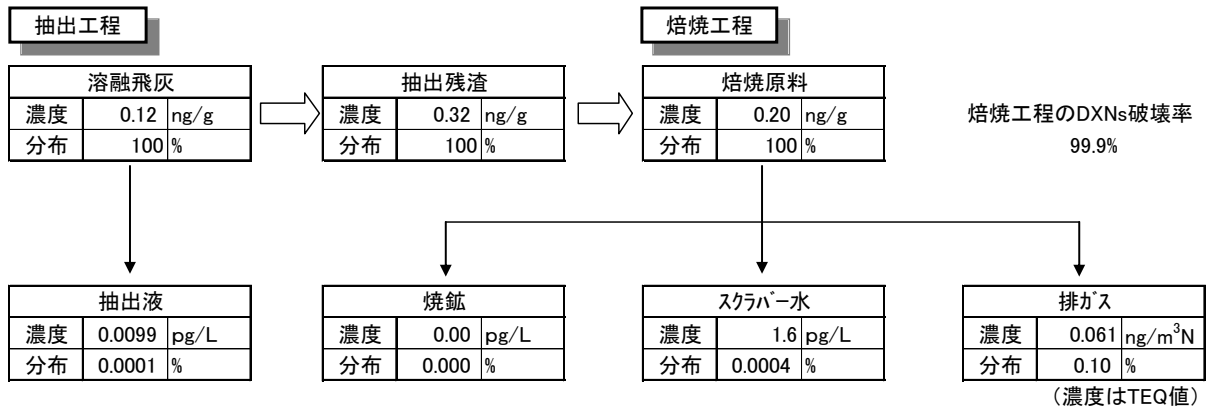 抽出工程
焙焼工程
溶融飛灰
濃度 0.12 ng/g
分布 100 %
抽出残渣
濃度 0.32 ng/g
分布 100 %
焙焼原料
濃度 0.20 ng/g
分布 100 %
焙焼工程のDXNs破壊率
99.9%
抽出液
濃度 0.0099 pg/L
分布 0.0001 %
焼鉱
濃度 0.00 pg/L
分布 0.000 %
スクラバー水
濃度 1.6 pg/L
分布 0.0004 %
排ガス
濃度 0.061 ng/m³N
分布 0.10 %
（濃度はTEQ値）